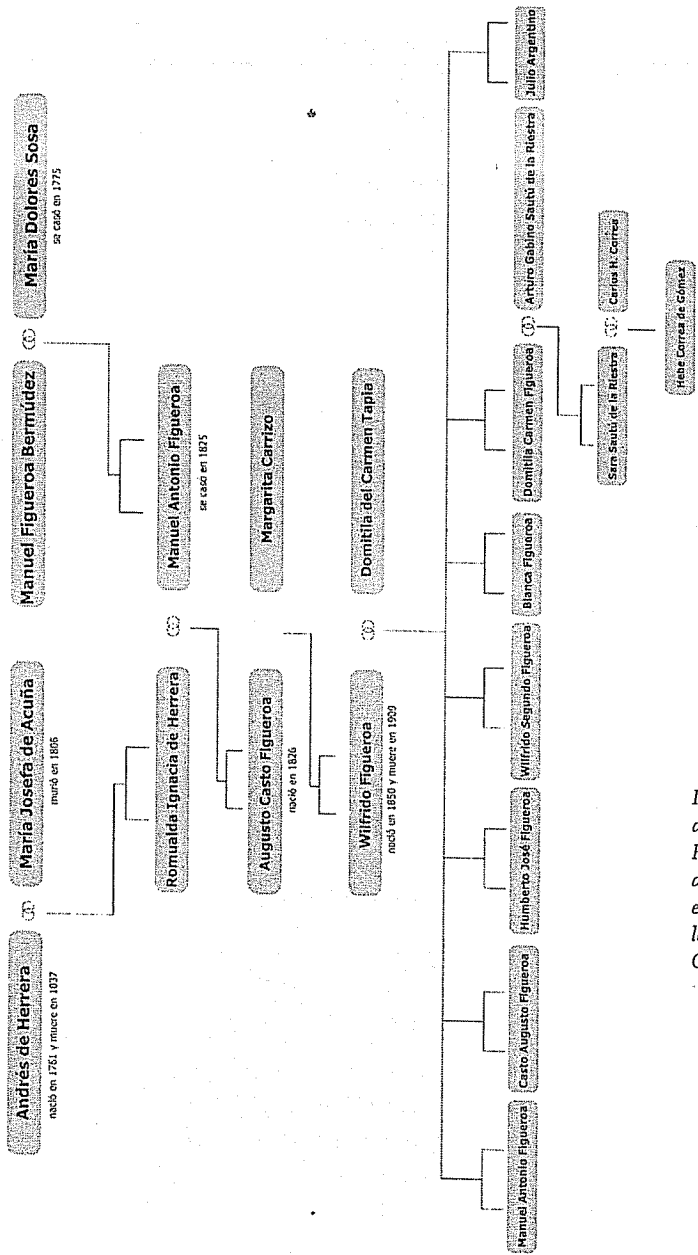 Andrés de Herrera
nació en 1761 y muere en 1837
María Josefa de Acuña
murió en 1806
Manuel Figueroa Bermúdez
María Dolores Sosa
se casó en 1775
Romualda Ignacia de Herrera
Manuel Antonio Figueroa
se casó en 1825
Augusto Casto Figueroa
nació en 1826
Margarita Carrizo
Wilfrido Figueroa
nació en 1850 y muere en 1909
Domitila del Carmen Tapia
Manuel Antonio Figueroa
Casto Augusto Figueroa
Humberto José Figueroa
Wilfrido Segundo Figueroa
Blanca Figueroa
Domitila Carmen Figueroa
Arturo Gabino Sautú de la Riestra
Julio Argentino
Sara Sautú de la Riestra
Carlos H. Correa
Hebe Correa de Gómez